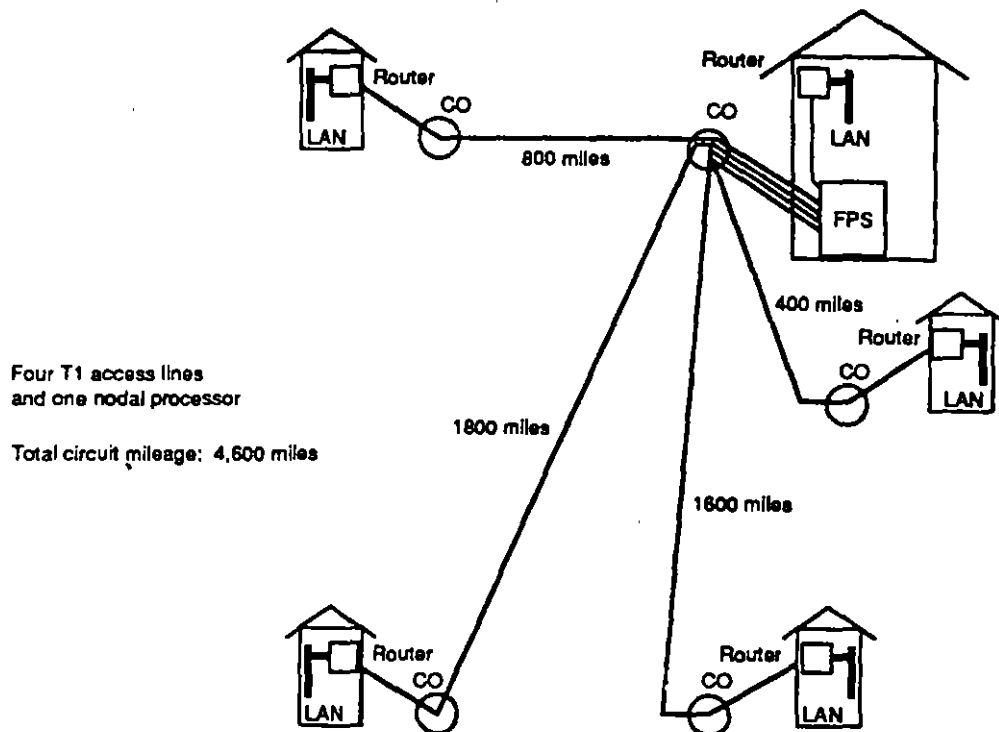 Router
CO
LAN
800 miles
Router
CO
LAN
FPS
400 miles
Router
CO
LAN
Four T1 access lines
and one nodal processor
Total circuit mileage: 4,600 miles
1800 miles
1600 miles
Router
CO
LAN
Router
CO
LAN